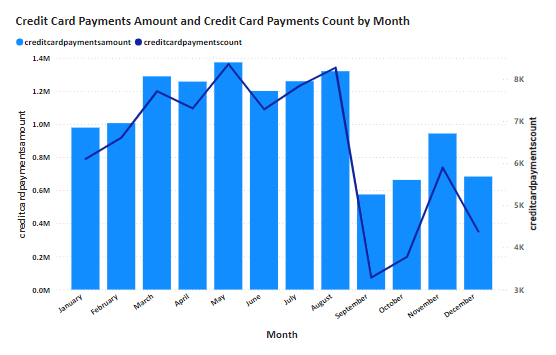 Credit Card Payments Amount and Credit Card Payments Count by Month
creditcardpaymentsamount creditcardpaymentscount
1.4M
1.2M
1.0M
0.8M
0.6M
0.4M
0.2M
0.0M
creditcardpaymentsamount
8K
7K
6K
5K
4K
3K
creditcardpaymentscount
January February March April May June July August September October November December
Month